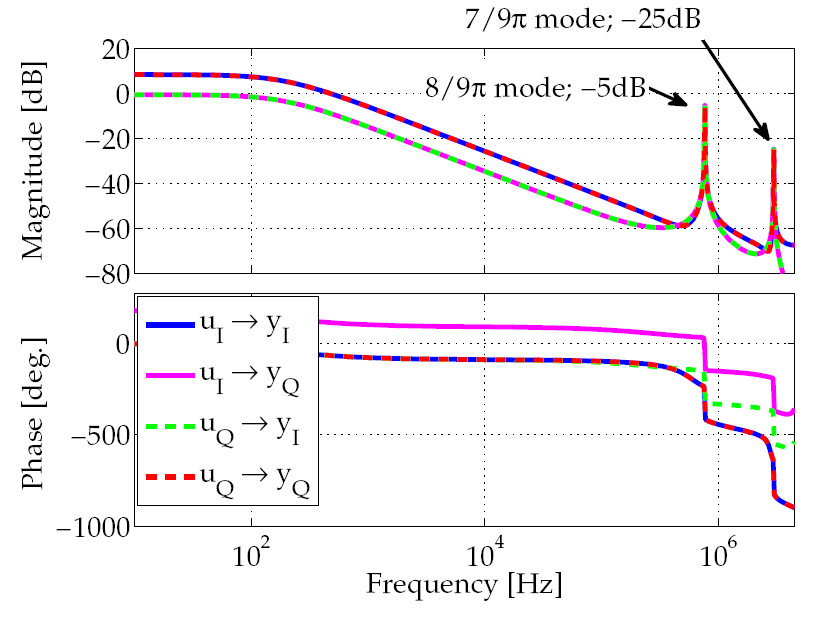 7/9π mode; −25dB
8/9π mode; −5dB
Magnitude [dB]
20
0
−20
−40
−60
−80
Phase [deg.]
0
−500
−1000
u_I → y_I
u_I → y_Q
u_Q → y_I
u_Q → y_Q
10^2
10^4
10^6
Frequency [Hz]